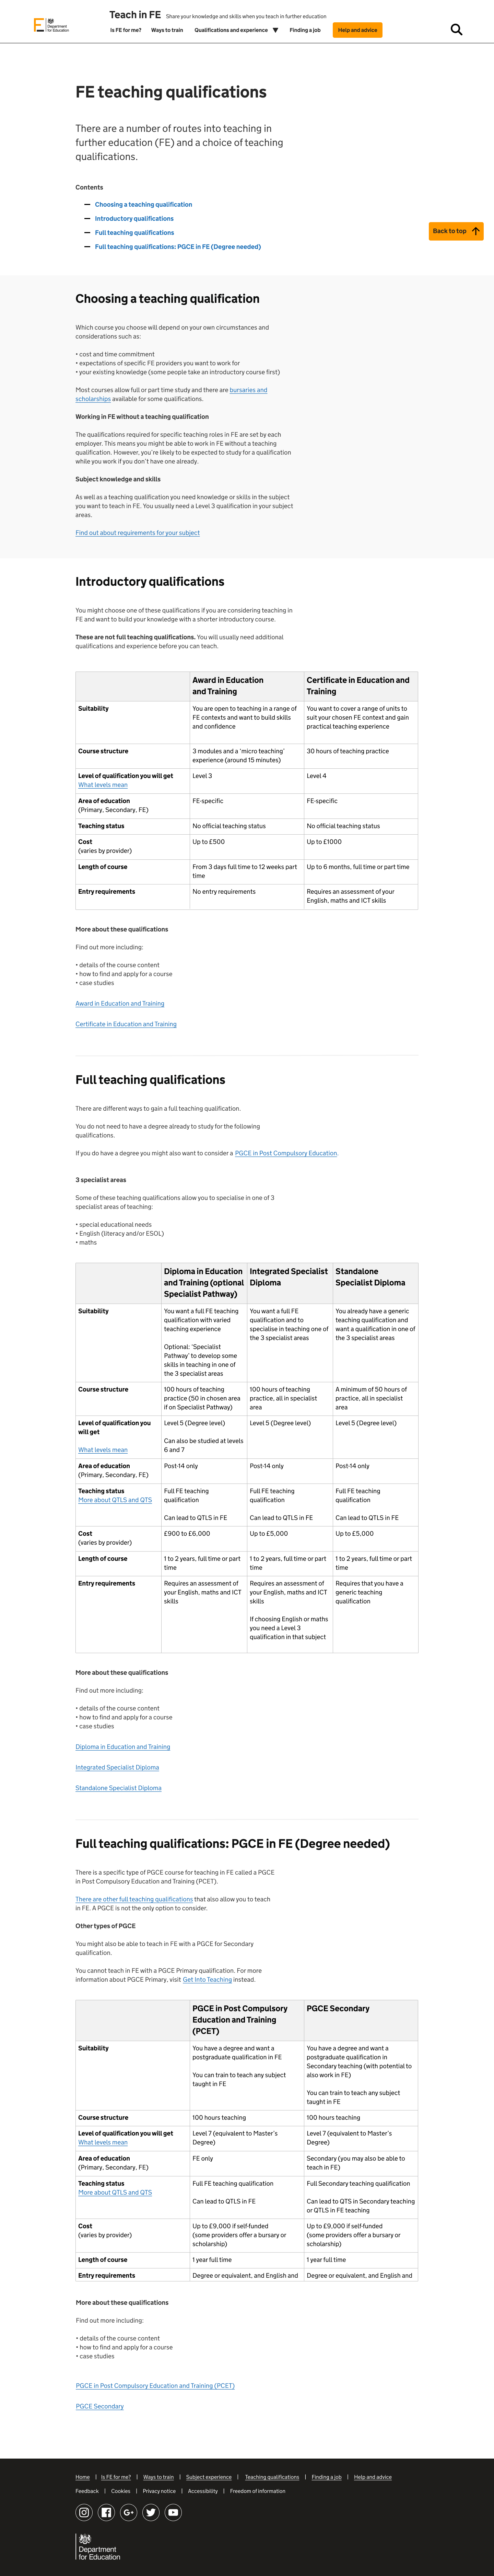 Department
for Education
Teach in FE Share your knowledge and skills when you teach in further education
Is FE for me? Ways to train Qualifications and experience Finding a job Help and advice
FE teaching qualifications
There are a number of routes into teaching in
further education (FE) and a choice of teaching
qualifications.
Contents
Choosing a teaching qualification
Introductory qualifications
Full teaching qualifications
Full teaching qualifications: PGCE in FE (Degree needed)
Back to top
Choosing a teaching qualification
Which course you choose will depend on your own circumstances and
considerations such as:
• cost and time commitment
• expectations of specific FE providers you want to work for
• your existing knowledge (some people take an introductory course first)
Most courses allow full or part time study and there are bursaries and
scholarships available for some qualifications.
Working in FE without a teaching qualification
The qualifications required for specific teaching roles in FE are set by each
employer. This means you might be able to work in FE without a teaching
qualification. However, you're likely to be expected to study for a qualification
while you work if you don't have one already.
Subject knowledge and skills
As well as a teaching qualification you need knowledge or skills in the subject
you want to teach in FE. You usually need a Level 3 qualification in your subject
areas.
Find out about requirements for your subject
Introductory qualifications
You might choose one of these qualifications if you are considering teaching in
FE and want to build your knowledge with a shorter introductory course.
These are not full teaching qualifications. You will usually need additional
qualifications and experience before you can teach.
Award in Education
and Training
Certificate in Education and
Training
Suitability
You are open to teaching in a range of
FE contexts and want to build skills
and confidence
You want to cover a range of units to
suit your chosen FE context and gain
practical teaching experience
Course structure
3 modules and a 'micro teaching'
experience (around 15 minutes)
30 hours of teaching practice
Level of qualification you will get
What levels mean
Level 3
Level 4
Area of education
(Primary, Secondary, FE)
FE-specific
FE-specific
Teaching status
No official teaching status
No official teaching status
Cost
(varies by provider)
Up to £500
Up to £1000
Length of course
From 3 days full time to 12 weeks part
time
Up to 6 months, full time or part time
Entry requirements
No entry requirements
Requires an assessment of your
English, maths and ICT skills
More about these qualifications
Find out more including:
• details of the course content
• how to find and apply for a course
• case studies
Award in Education and Training
Certificate in Education and Training
Full teaching qualifications
There are different ways to gain a full teaching qualification.
You do not need to have a degree already to study for the following
qualifications.
If you do have a degree you might also want to consider a PGCE in Post Compulsory Education.
3 specialist areas
Some of these teaching qualifications allow you to specialise in one of 3
specialist areas of teaching:
• special educational needs
• English (literacy and/or ESOL)
• maths
Diploma in Education
and Training (optional
Specialist Pathway)
Integrated Specialist
Diploma
Standalone
Specialist Diploma
Suitability
You want a full FE teaching
qualification with varied
teaching experience
Optional: 'Specialist
Pathway' to develop some
skills in teaching in one of
the 3 specialist areas
You want a full FE
qualification and to
specialise in teaching one of
the 3 specialist areas
You already have a generic
teaching qualification and
want a qualification in one of
the 3 specialist areas
Course structure
100 hours of teaching
practice (50 in chosen area
if on Specialist Pathway)
100 hours of teaching
practice, all in specialist
area
A minimum of 50 hours of
practice, all in specialist
area
Level of qualification you
will get
What levels mean
Level 5 (Degree level)
Can also be studied at levels
6 and 7
Level 5 (Degree level)
Level 5 (Degree level)
Area of education
(Primary, Secondary, FE)
Post-14 only
Post-14 only
Post-14 only
Teaching status
More about QTLS and QTS
Full FE teaching
qualification
Can lead to QTLS in FE
Full FE teaching
qualification
Can lead to QTLS in FE
Full FE teaching
qualification
Can lead to QTLS in FE
Cost
(varies by provider)
£900 to £6,000
Up to £5,000
Up to £5,000
Length of course
1 to 2 years, full time or part
time
1 to 2 years, full time or part
time
1 to 2 years, full time or part
time
Entry requirements
Requires an assessment of
your English, maths and ICT
skills
Requires an assessment of
your English, maths and ICT
skills
If choosing English or maths
you need a Level 3
qualification in that subject
Requires that you have a
generic teaching
qualification
More about these qualifications
Find out more including:
• details of the course content
• how to find and apply for a course
• case studies
Diploma in Education and Training
Integrated Specialist Diploma
Standalone Specialist Diploma
Full teaching qualifications: PGCE in FE (Degree needed)
There is a specific type of PGCE course for teaching in FE called a PGCE
in Post Compulsory Education and Training (PCET).
There are other full teaching qualifications that also allow you to teach
in FE. A PGCE is not the only option to consider.
Other types of PGCE
You might also be able to teach in FE with a PGCE for Secondary
qualification.
You cannot teach in FE with a PGCE Primary qualification. For more
information about PGCE Primary, visit Get Into Teaching instead.
PGCE in Post Compulsory
Education and Training
(PCET)
PGCE Secondary
Suitability
You have a degree and want a
postgraduate qualification in FE
You can train to teach any subject
taught in FE
You have a degree and want a
postgraduate qualification in
Secondary teaching (with potential to
also work in FE)
You can train to teach any subject
taught in FE
Course structure
100 hours teaching
100 hours teaching
Level of qualification you will get
What levels mean
Level 7 (equivalent to Master's
Degree)
Level 7 (equivalent to Master's
Degree)
Area of education
(Primary, Secondary, FE)
FE only
Secondary (you may also be able to
teach in FE)
Teaching status
More about QTLS and QTS
Full FE teaching qualification
Can lead to QTLS in FE
Full Secondary teaching qualification
Can lead to QTS in Secondary teaching
or QTLS in FE teaching
Cost
(varies by provider)
Up to £9,000 if self-funded
(some providers offer a bursary or
scholarship)
Up to £9,000 if self-funded
(some providers offer a bursary or
scholarship)
Length of course
1 year full time
1 year full time
Entry requirements
Degree or equivalent, and English and
Degree or equivalent, and English and
More about these qualifications
Find out more including:
• details of the course content
• how to find and apply for a course
• case studies
PGCE in Post Compulsory Education and Training (PCET)
PGCE Secondary
Home | Is FE for me? | Ways to train | Subject experience | Teaching qualifications | Finding a job | Help and advice
Feedback | Cookies | Privacy notice | Accessibility | Freedom of information
Department
for Education